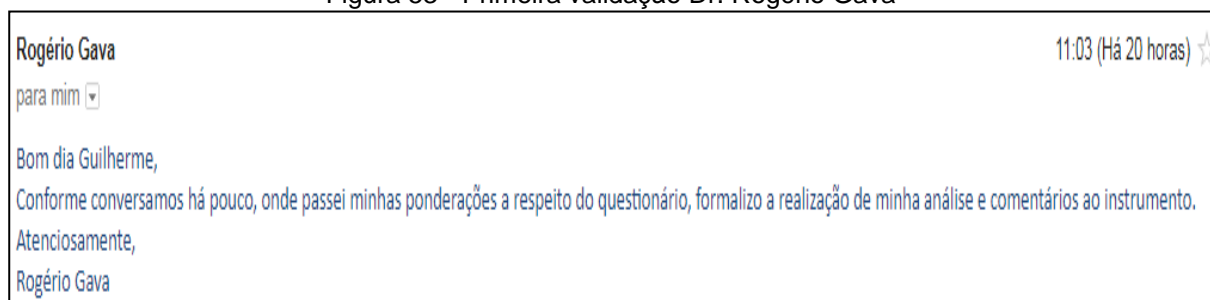 Figura 38 - Primeira validação Dr. Rogério Gava
Rogério Gava 11:03 (Há 20 horas)
para mim
Bom dia Guilherme,
Conforme conversamos há pouco, onde passei minhas ponderações a respeito do questionário, formalizo a realização de minha análise e comentários ao instrumento.
Atenciosamente,
Rogério Gava